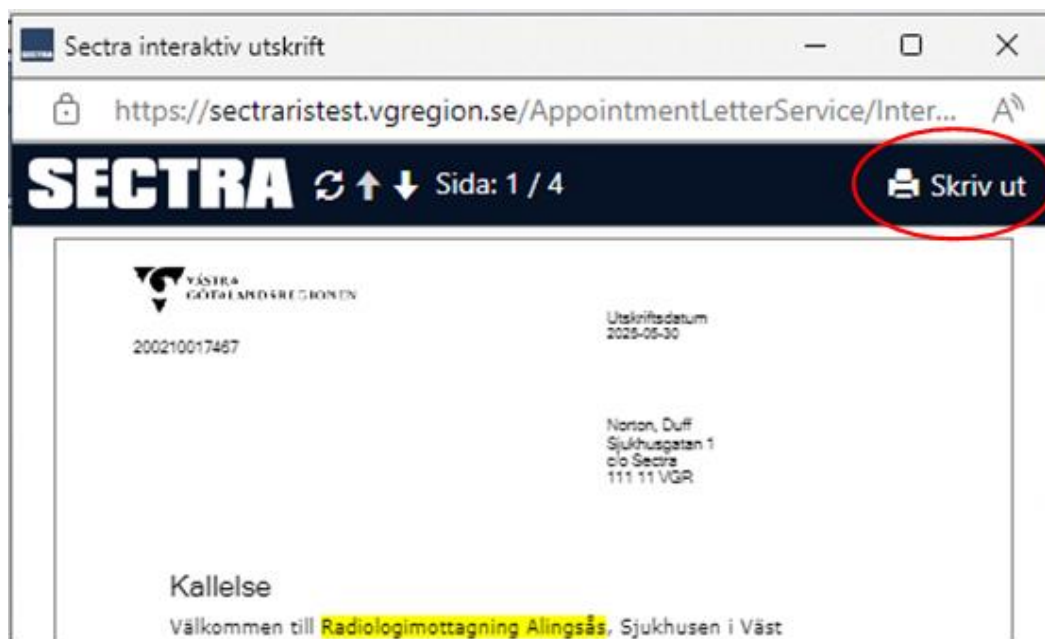 Sectra interaktiv utskrift
https://sectraristest.vgregion.se/AppointmentLetterService/Inter...
SECTRA Sida: 1 / 4 Skriv ut
VÄSTRA
GÖTALANDSREGIONEN
Utskriftsdatum
2025-05-30
200210017467
Norton, Duff
Sjukhusgatan 1
c/o Sectra
111 11 VGR
Kallelse
Välkommen till Radiologimottagning Alingsås, Sjukhusen i Väst